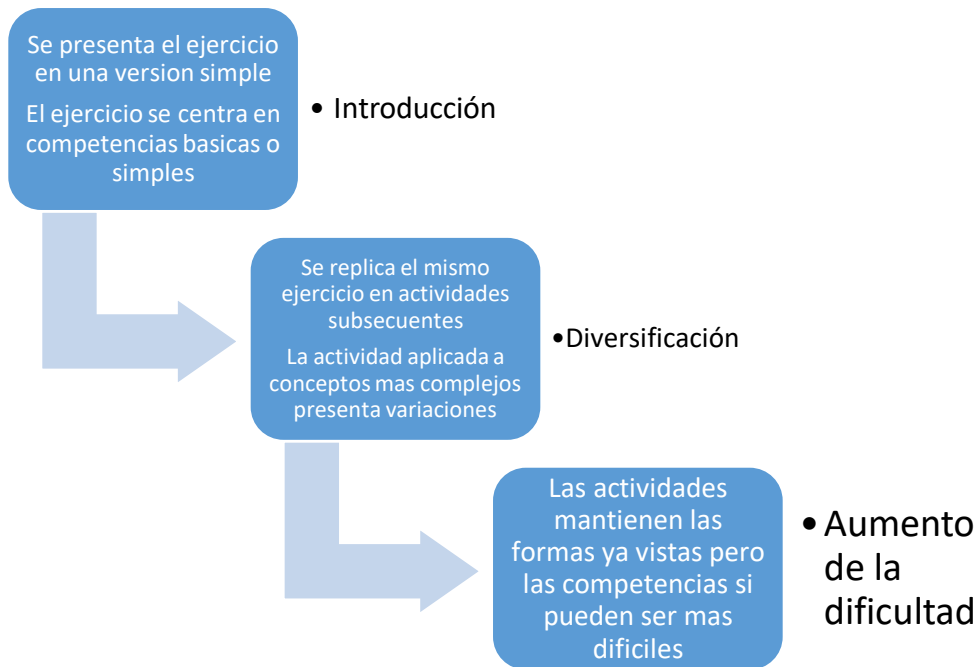 Se presenta el ejercicio
en una version simple
El ejercicio se centra en
competencias basicas o
simples
• Introducción
Se replica el mismo
ejercicio en actividades
subsecuentes
La actividad aplicada a
conceptos mas complejos
presenta variaciones
•Diversificación
Las actividades
mantienen las
formas ya vistas pero
las competencias si
pueden ser mas
dificiles
• Aumento
de la
dificultad